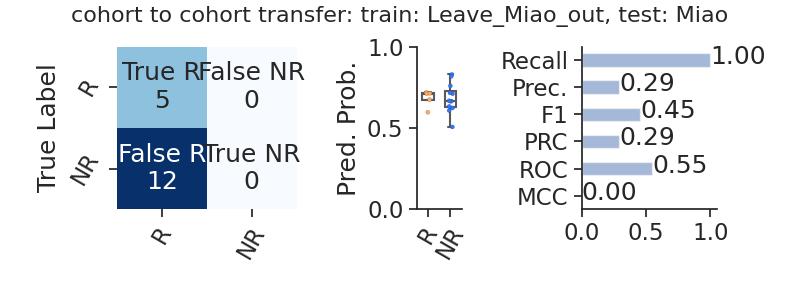 cohort to cohort transfer: train: Leave_Miao_out, test: Miao
True Label
R
NR
True R
5
False NR
0
False R
12
True NR
0
R
NR
Pred. Prob.
1.0
0.5
0.0
R
NR
Recall
1.00
Prec.
0.29
F1
0.45
PRC
0.29
ROC
0.55
MCC
0.00
0.0
0.5
1.0